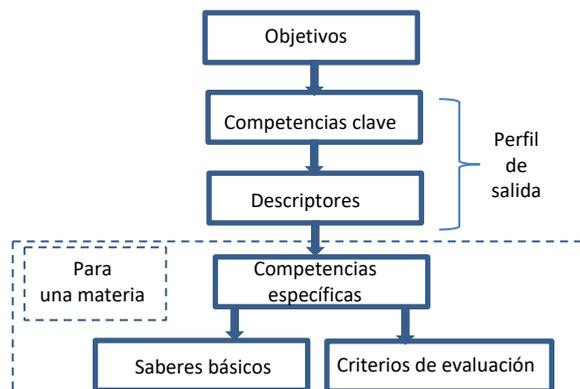 Objetivos
Competencias clave
Perfil
de
salida
Descriptores
Para
una materia
Competencias
específicas
Saberes básicos
Criterios de evaluación